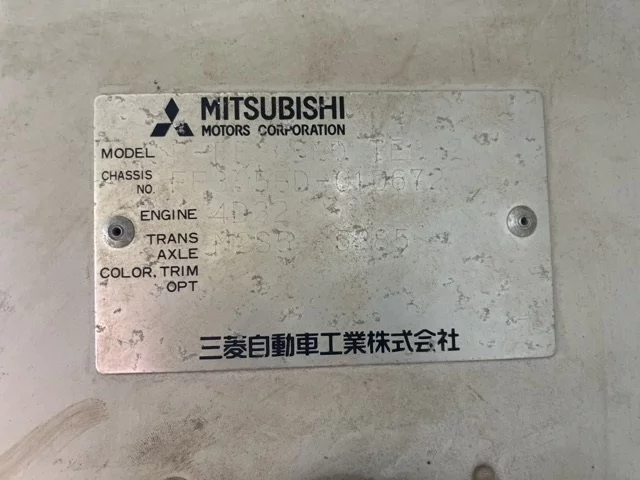 MITSUBISHI
MOTORS CORPORATION
MODEL
CHASSIS
NO.
ENGINE 4D32
TRANS
AXLE
COLOR, TRIM
OPT
三菱自動車工業株式会社